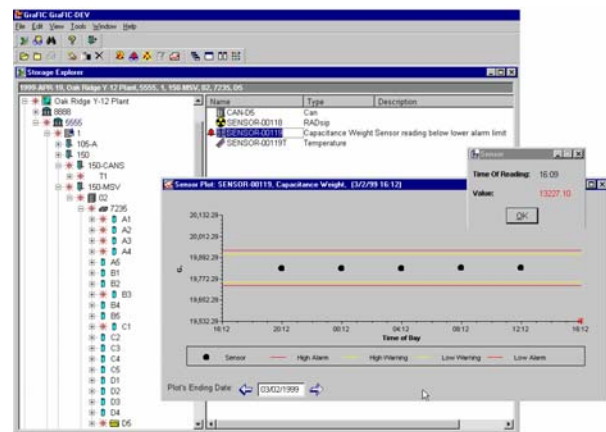 GraFIC GraFIC-DEV
File Edit View Tools Window Help
Storage Explorer
1999-APR-19, Oak Ridge Y-12 Plant, 5555, 1, 150-MSV, 02, 7235, D5
Oak Ridge Y-12 Plant
8888
5555
1
105-A
150
150-CANS
T1
150-MSV
02
7235
A1
A2
A3
A4
A5
B1
B2
B3
B4
B5
C1
C2
C3
C4
C5
D1
D2
D3
D4
D5
Name Type Description
CAN-D5 Can
SENSOR-00118 RADsip
SENSOR-00119 Capacitance Weight Sensor reading below lower alarm limit
SENSOR-00119T Temperature
Sensor
Time Of Reading: 16:09
Value: 13227.10
OK
Sensor Plot: SENSOR-00119, Capacitance Weight, (3/2/99 16:12)
20,132.29
20,012.29
19,892.29
19,772.29
19,652.29
19,532.29
G.
16:12 20:12 00:12 04:12 08:12 12:12 16:12
Time of Day
Sensor High Alarm High Warning Low Warning Low Alarm
Plot's Ending Date: 03/02/1999